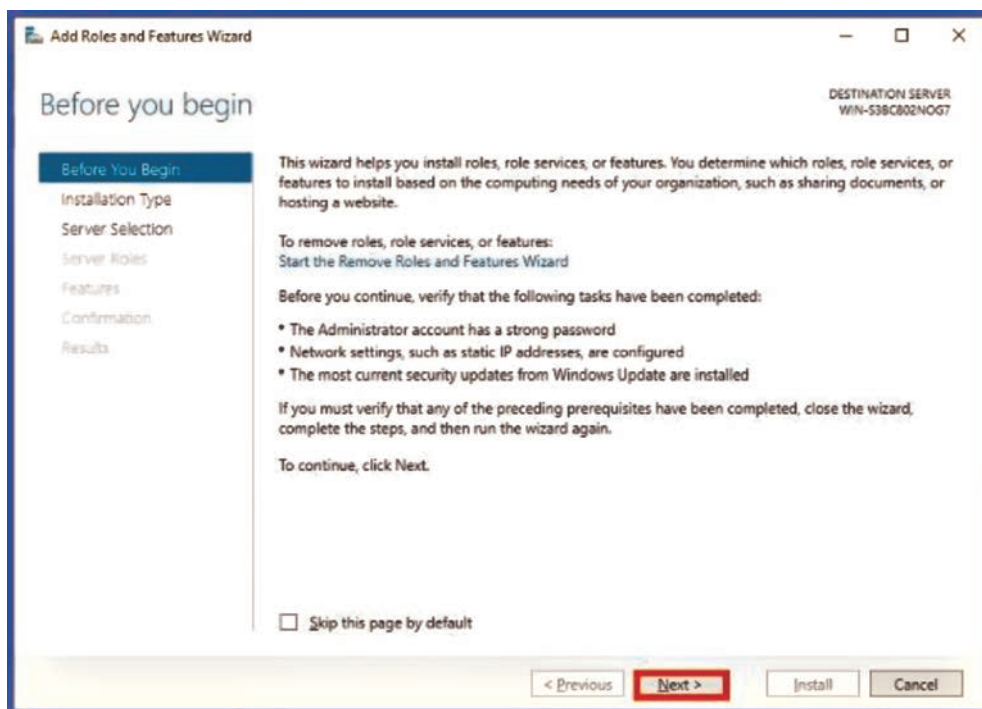 Add Roles and Features Wizard
Before you begin
DESTINATION SERVER
WIN-S3BC802NOG7
Before You Begin
Installation Type
Server Selection
Server Roles
Features
Confirmation
Results
This wizard helps you install roles, role services, or features. You determine which roles, role services, or
features to install based on the computing needs of your organization, such as sharing documents, or
hosting a website.
To remove roles, role services, or features:
Start the Remove Roles and Features Wizard
Before you continue, verify that the following tasks have been completed:
* The Administrator account has a strong password
* Network settings, such as static IP addresses, are configured
* The most current security updates from Windows Update are installed
If you must verify that any of the preceding prerequisites have been completed, close the wizard,
complete the steps, and then run the wizard again.
To continue, click Next.
Skip this page by default
< Previous
Next >
Install
Cancel